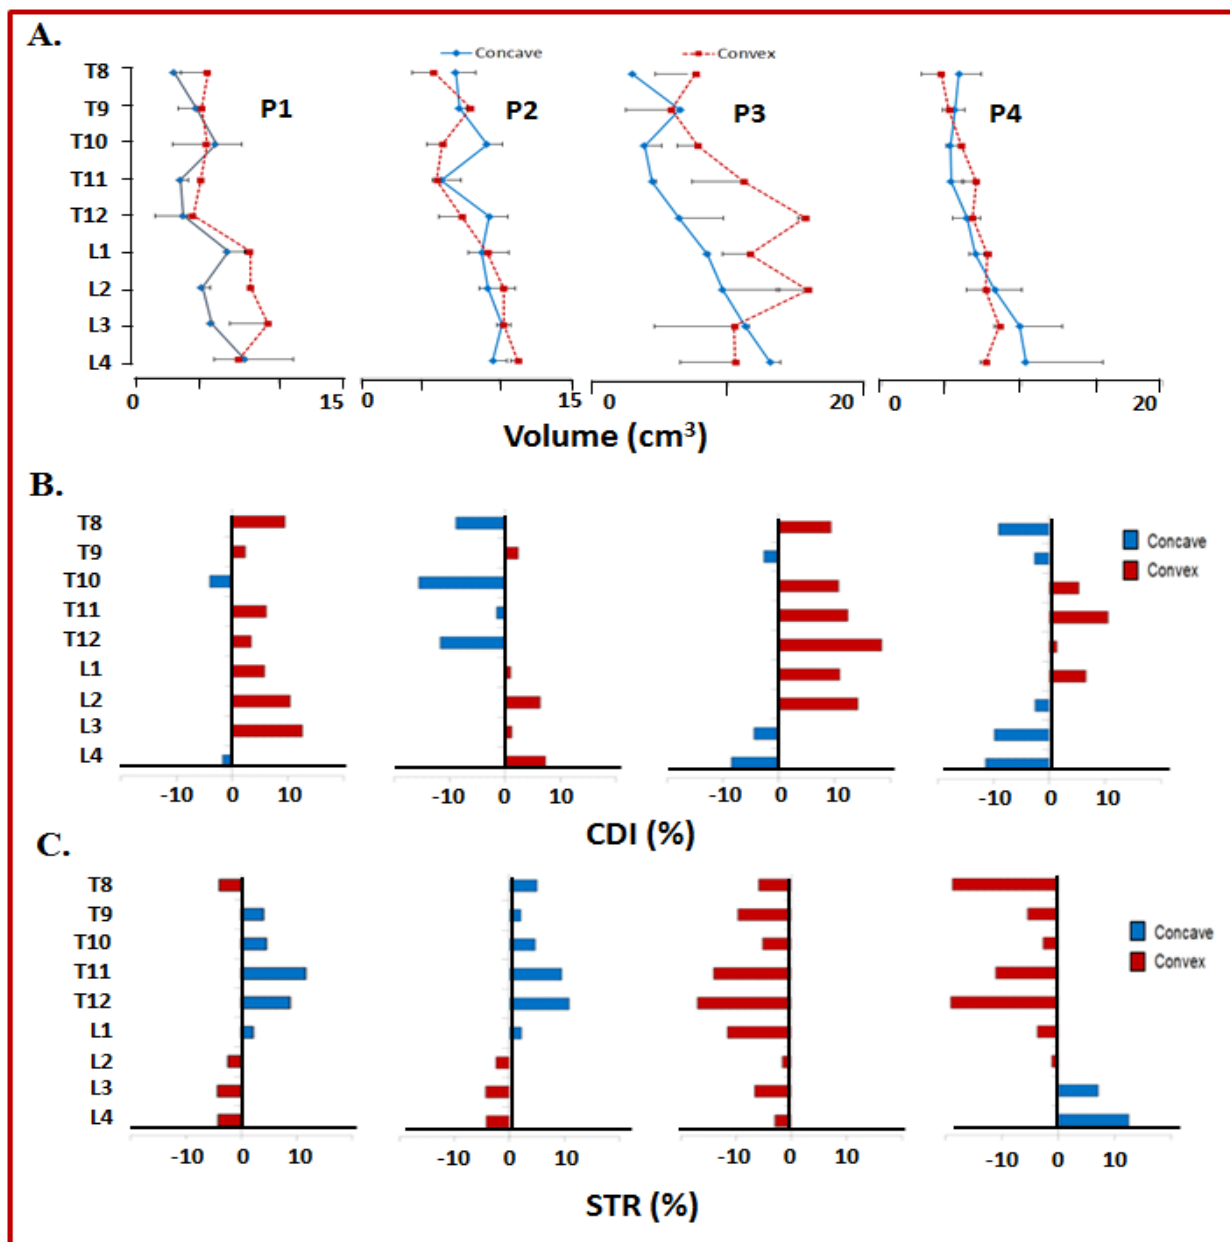 A.
Concave Convex
T8
T9
T10
T11
T12
L1
L2
L3
L4
P1
P2
P3
P4
0 15 0 15 0 20 0 20
Volume (cm³)
B.
T8
T9
T10
T11
T12
L1
L2
L3
L4
Concave
Convex
-10 0 10 -10 0 10 -10 0 10 -10 0 10
CDI (%)
C.
T8
T9
T10
T11
T12
L1
L2
L3
L4
Concave
Convex
-10 0 10 -10 0 10 -10 0 10 -10 0 10
STR (%)